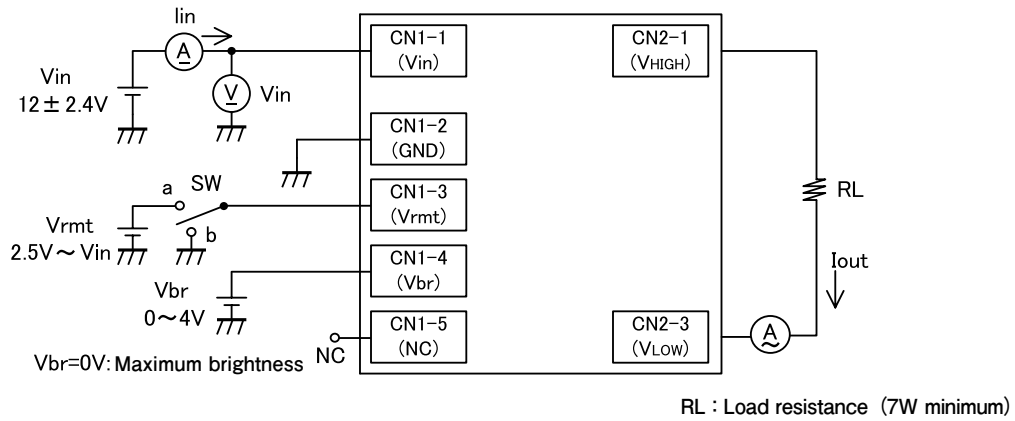 Iin
A
CN1-1
(Vin)
CN2-1
(VHIGH)
Vin
12±2.4V
V
Vin
CN1-2
(GND)
a
SW
CN1-3
(Vrmt)
RL
Vrmt
2.5V～Vin
b
CN1-4
(Vbr)
Iout
Vbr
0～4V
CN1-5
(NC)
NC
CN2-3
(VLOW)
A
Vbr=0V: Maximum brightness
RL : Load resistance (7W minimum)